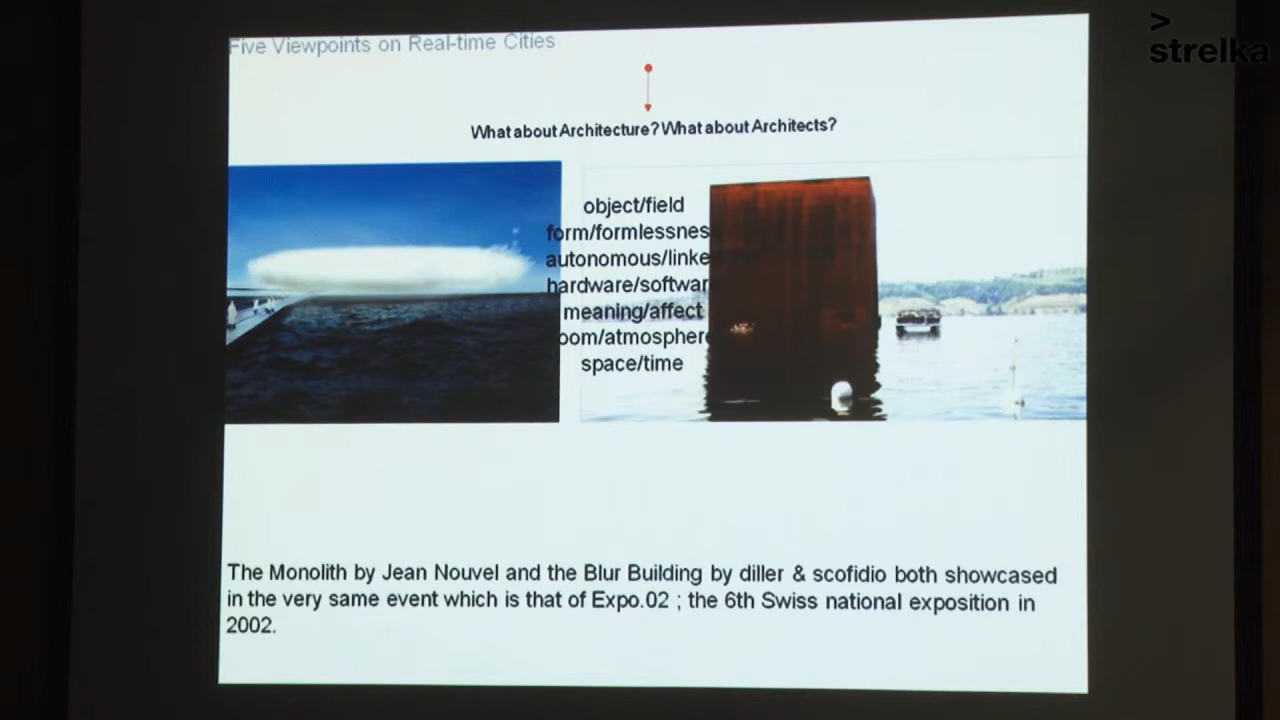 > strelka
Five Viewpoints on Real-time Cities
What about Architecture? What about Architects?
object/field
form/formlessnes
autonomous/linke
hardware/softwar
meaning/affect
oom/atmosphere
space/time
The Monolith by Jean Nouvel and the Blur Building by diller & scofidio both showcased
in the very same event which is that of Expo.02 ; the 6th Swiss national exposition in
2002.